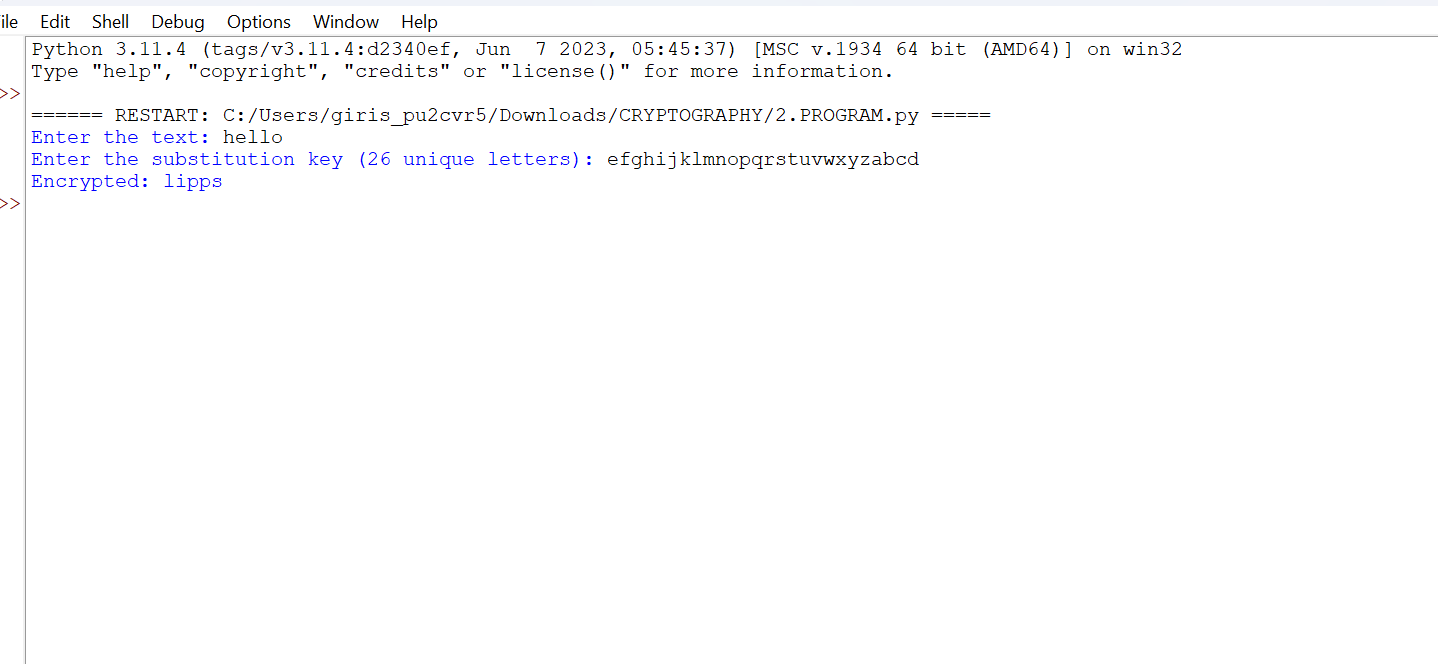 ile Edit Shell Debug Options Window Help
Python 3.11.4 (tags/v3.11.4:d2340ef, Jun  7 2023, 05:45:37) [MSC v.1934 64 bit (AMD64)] on win32
Type "help", "copyright", "credits" or "license()" for more information.
>>
====== RESTART: C:/Users/giris_pu2cvr5/Downloads/CRYPTOGRAPHY/2.PROGRAM.py =====
Enter the text: hello
Enter the substitution key (26 unique letters): efghijklmnopqrstuvwxyzabcd
Encrypted: lipps
>>